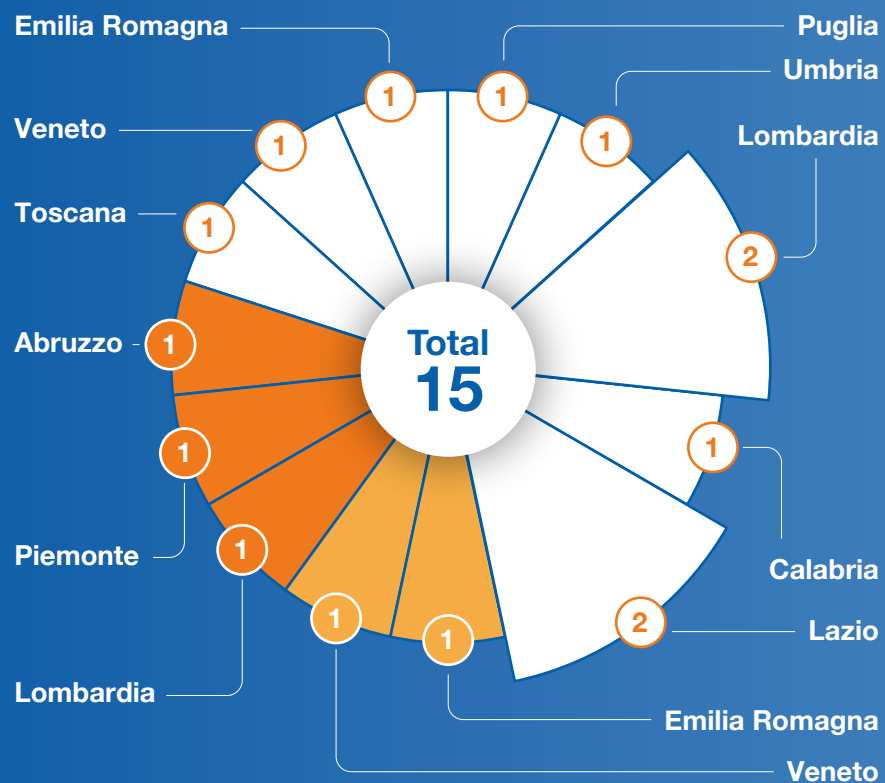 Emilia Romagna
1
Puglia
1
Umbria
1
Veneto
1
Lombardia
2
Toscana
1
Abruzzo
1
Total
15
Piemonte
1
Calabria
1
Lazio
2
Lombardia
1
Emilia Romagna
1
Veneto
1